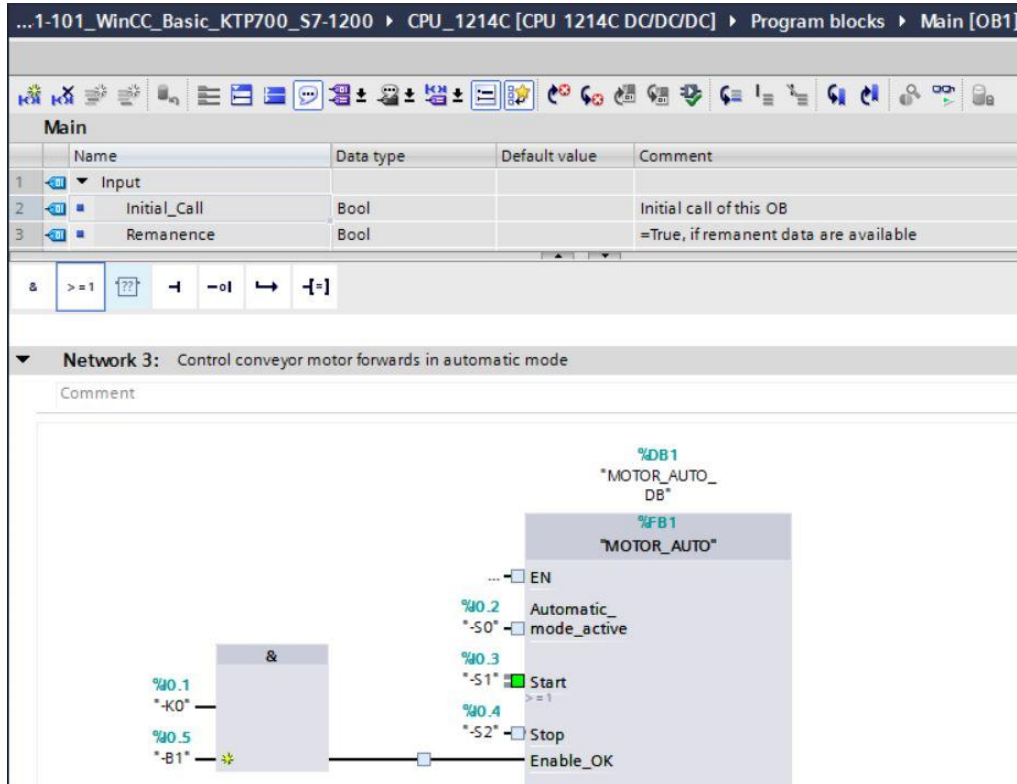 ...1-101_WinCC_Basic_KTP700_S7-1200 ▸ CPU_1214C [CPU 1214C DC/DC/DC] ▸ Program blocks ▸ Main [OB1]
Main
Name Data type Default value Comment
1 Input
2 Initial_Call Bool Initial call of this OB
3 Remanence Bool =True, if remanent data are available
& >=1 ??
Network 3: Control conveyor motor forwards in automatic mode
Comment
%DB1
"MOTOR_AUTO_
DB"
%FB1
"MOTOR_AUTO"
... EN
%I0.2
"-S0"
Automatic_
mode_active
&
%I0.3
"-S1" Start
>=1
%I0.1
"-K0"
%I0.4
"-S2" Stop
%I0.5
"-B1"
Enable_OK